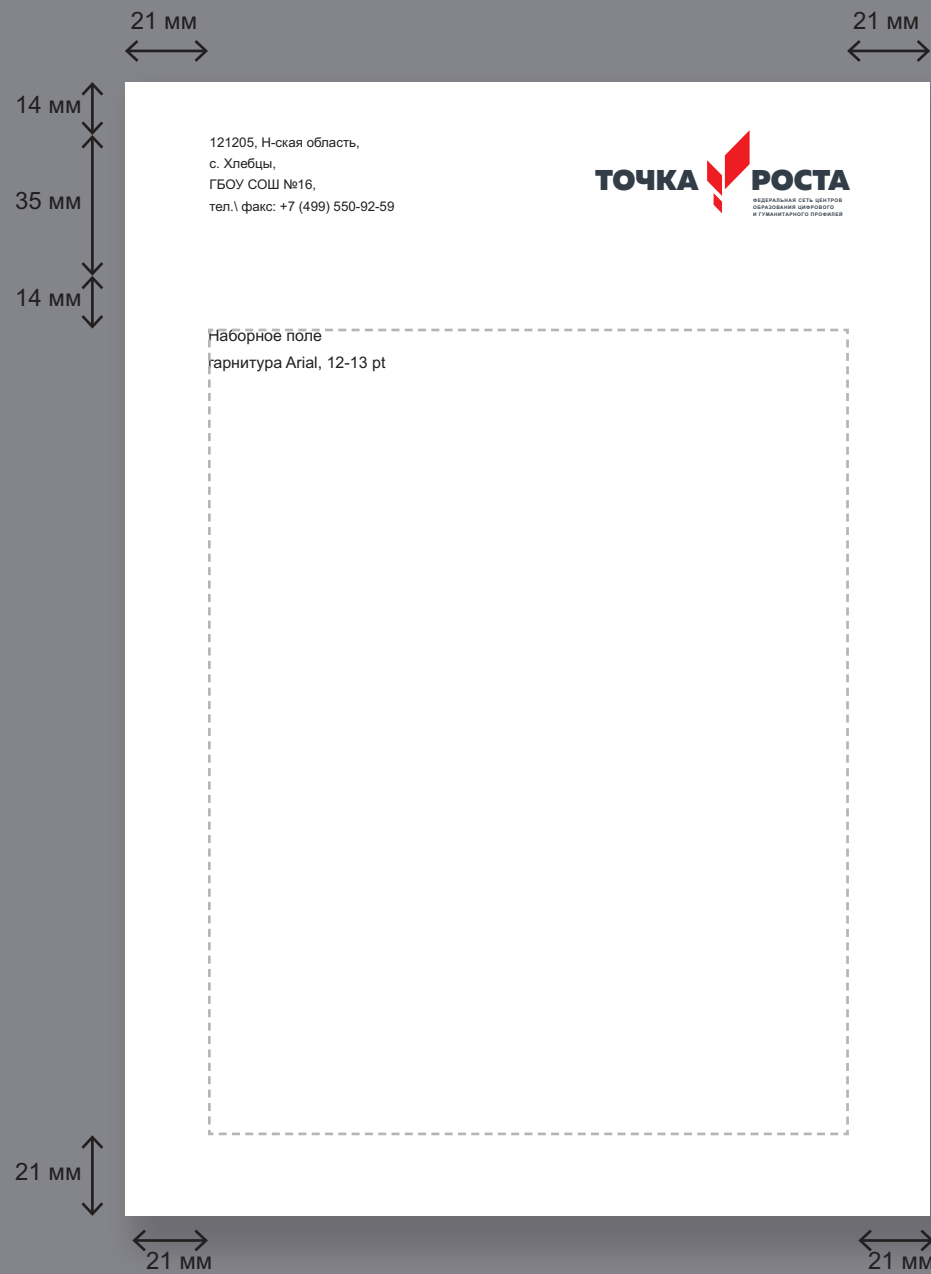 21 мм
21 мм
14 мм
35 мм
14 мм
121205, Н-ская область,
с. Хлебцы,
ГБОУ СОШ №16,
тел.\ факс: +7 (499) 550-92-59
ТОЧКА РОСТА
ФЕДЕРАЛЬНАЯ СЕТЬ ЦЕНТРОВ
ОБРАЗОВАНИЯ ЦИФРОВОГО
И ГУМАНИТАРНОГО ПРОФИЛЕЙ
Наборное поле
гарнитура Arial, 12-13 pt
21 мм
21 мм
21 мм